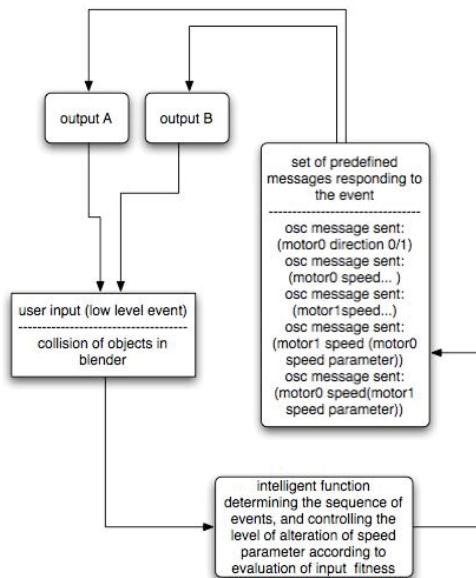 output A
output B
set of predefined
messages responding to
the event
osc message sent:
(motor0 direction 0/1)
osc message sent:
(motor0 speed... )
osc message sent:
(motor1speed...)
osc message sent:
(motor1 speed (motor0
speed parameter))
osc message sent:
(motor0 speed(motor1
speed parameter))
user input (low level event)
collision of objects in
blender
intelligent function
determining the sequence of
events, and controlling the
level of alteration of speed
parameter according to
evaluation of input fitness